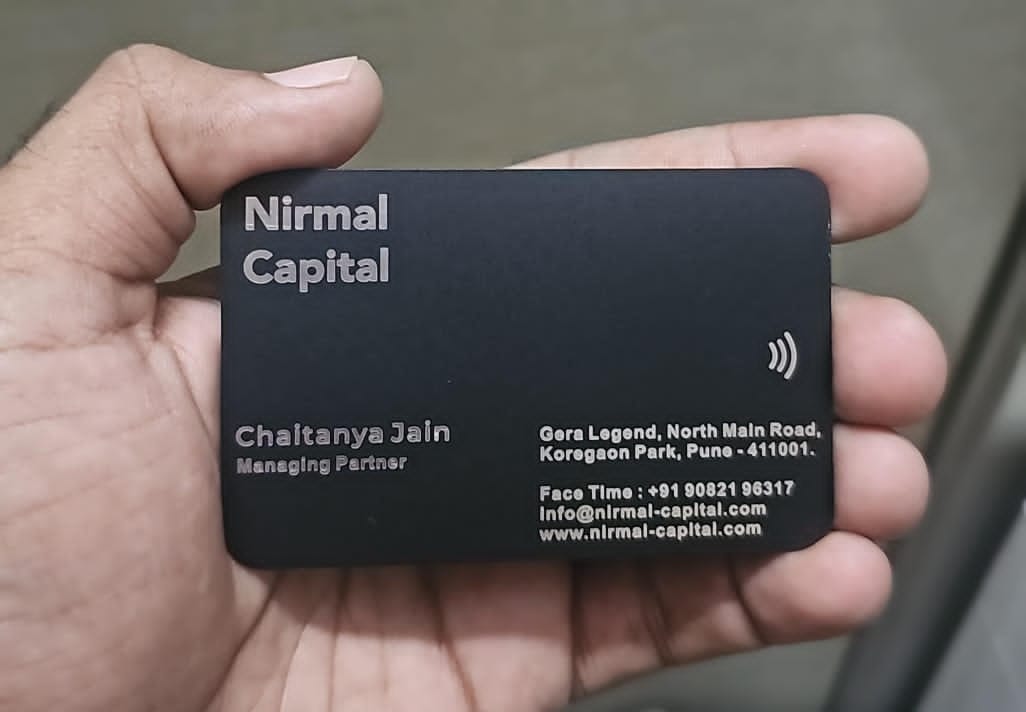 Nirmal
Capital
Chaitanya Jain
Managing Partner
Gera Legend, North Main Road,
Koregaon Park, Pune - 411001.
Face Time : +91 90821 96317
info@nirmal-capital.com
www.nirmal-capital.com